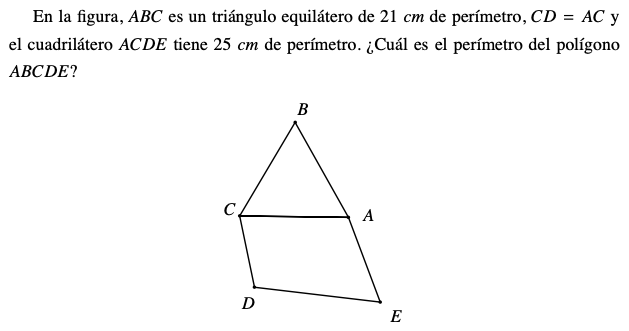 En la figura, ABC es un triángulo equilátero de 21 cm de perímetro, CD = AC y
el cuadrilátero ACDE tiene 25 cm de perímetro. ¿Cuál es el perímetro del polígono
ABCDE?
B
C
A
D
E